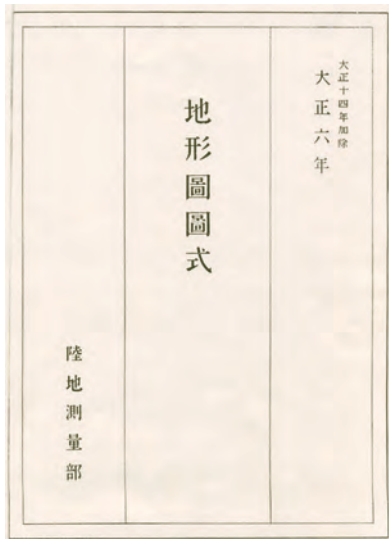 大正十四年加除
大正六年
地形圖圖式
陸地測量部